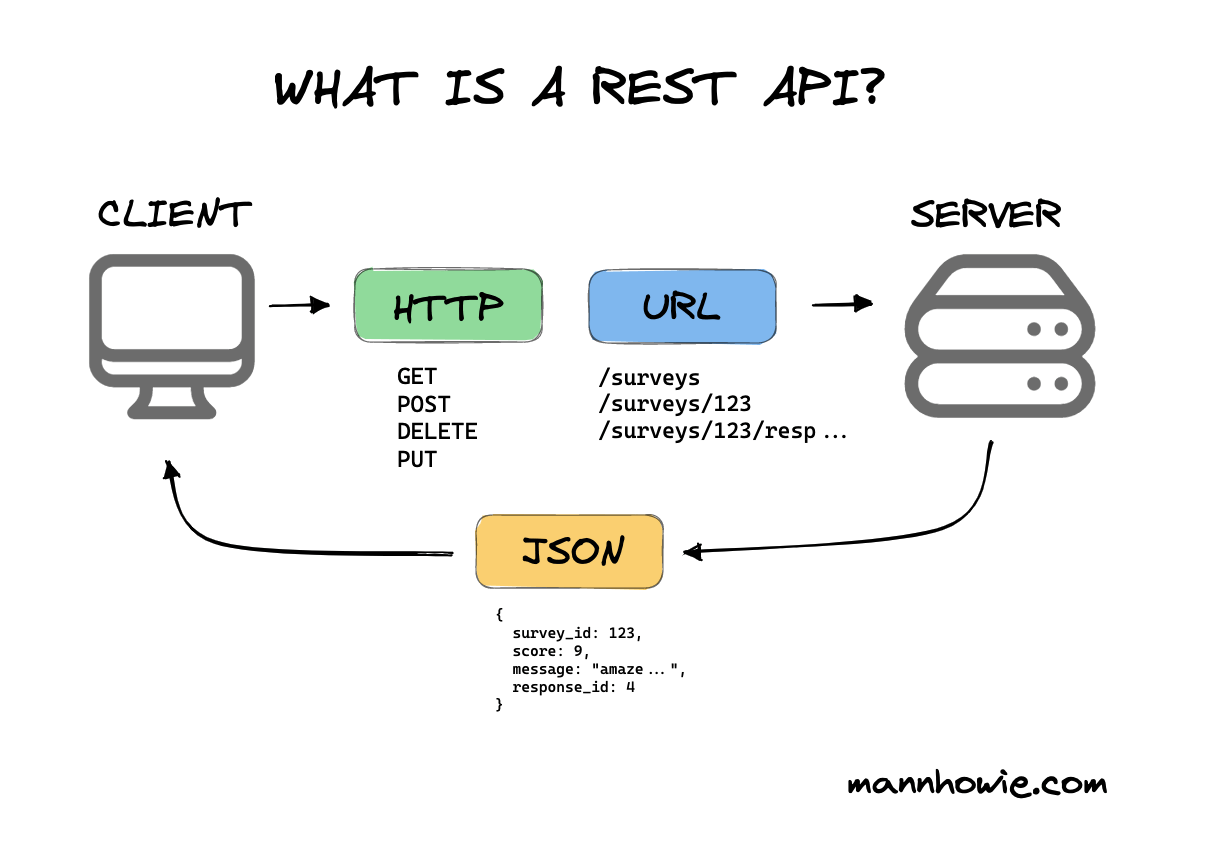 WHAT IS A REST API?
CLIENT
SERVER
HTTP
URL
GET
POST
DELETE
PUT
/surveys
/surveys/123
/surveys/123/resp...
JSON
{
survey_id: 123,
score: 9,
message: "amaze...",
response_id: 4
}
mannhowie.com